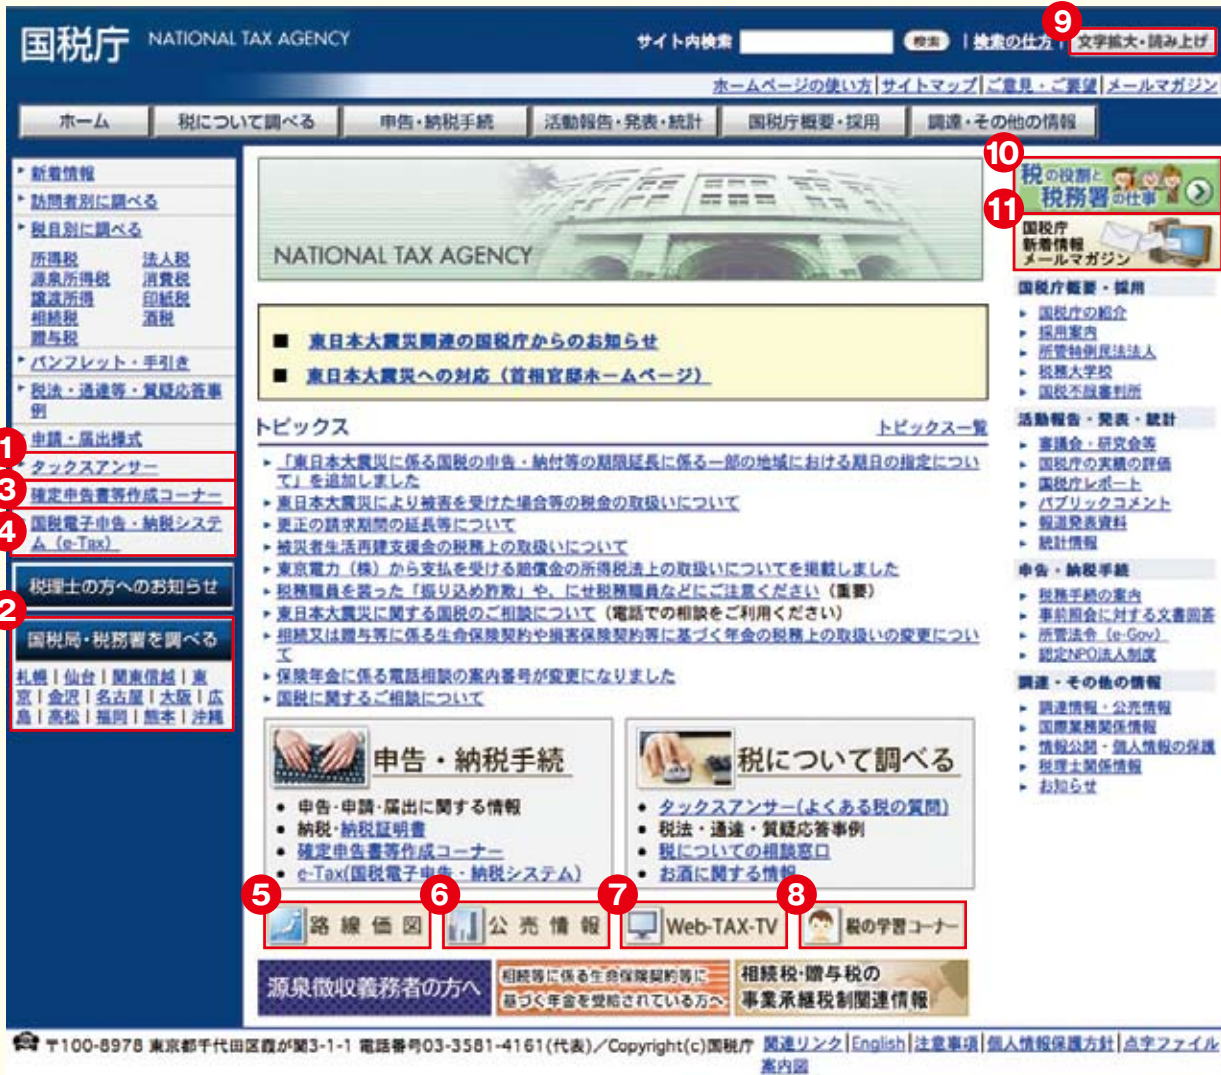 国税庁 NATIONAL TAX AGENCY
サイト内検索 検索 | 検索の仕方 | 文字拡大・読み上げ
9
ホームページの使い方|サイトマップ|ご意見・ご要望|メールマガジン
ホーム 税について調べる 申告・納税手続 活動報告・発表・統計 国税庁概要・採用 調達・その他の情報
新着情報
訪問者別に調べる
税目別に調べる
所得税 法人税
源泉所得税 消費税
譲渡所得 印紙税
相続税 酒税
贈与税
パンフレット・手引き
税法・通達等・質疑応答事
例
申請・届出様式
1
タックスアンサー
3
確定申告書等作成コーナー
4
国税電子申告・納税システ
ム（e-Tax）
税理士の方へのお知らせ
2
国税局・税務署を調べる
札幌|仙台|関東信越|東
京|金沢|名古屋|大阪|広
島|高松|福岡|熊本|沖縄
NATIONAL TAX AGENCY
■ 東日本大震災関連の国税庁からのお知らせ
■ 東日本大震災への対応（首相官邸ホームページ）
トピックス トピックス一覧
「東日本大震災に係る国税の申告・納付等の期限延長に係る一部の地域における期日の指定につい
て」を追加しました
東日本大震災により被害を受けた場合等の税金の取扱いについて
更正の請求期間の延長等について
被災者生活再建支援金の税務上の取扱いについて
東京電力（株）から支払を受ける賠償金の所得税法上の取扱いについてを掲載しました
税務職員を装った「振り込め詐欺」や、にせ税務職員などにご注意ください（重要）
東日本大震災に関する国税のご相談について（電話での相談をご利用ください）
相続又は贈与等に係る生命保険契約や損害保険契約等に基づく年金の税務上の取扱いの変更につい
て
保険年金に係る電話相談の案内番号が変更になりました
国税に関するご相談について
申告・納税手続
● 申告・申請・届出に関する情報
● 納税・納税証明書
● 確定申告書等作成コーナー
● e-Tax(国税電子申告・納税システム)
税について調べる
● タックスアンサー(よくある税の質問)
● 税法・通達・質疑応答事例
● 税についての相談窓口
● お酒に関する情報
5 路線価図
6 公売情報
7 Web-TAX-TV
8 税の学習コーナー
源泉徴収義務者の方へ
相続等に係る生命保険契約等に
基づく年金を受給されている方へ
相続税・贈与税の
事業承継税制関連情報
10
税の役割と
税務署の仕事
11
国税庁
新着情報
メールマガジン
国税庁概要・採用
国税庁の紹介
採用案内
所管特例民法法人
税務大学校
国税不服審判所
活動報告・発表・統計
審議会・研究会等
国税庁の実績の評価
国税庁レポート
パブリックコメント
報道発表資料
統計情報
申告・納税手続
税務手続の案内
事前照会に対する文書回答
所管法令（e-Gov）
認定NPO法人制度
調達・その他の情報
調達情報・公売情報
国際業務関係情報
情報公開・個人情報の保護
税理士関係情報
お知らせ
〒100-8978 東京都千代田区霞が関3-1-1 電話番号03-3581-4161(代表)／Copyright(c)国税庁
関連リンク|English|注意事項|個人情報保護方針|点字ファイル
案内図